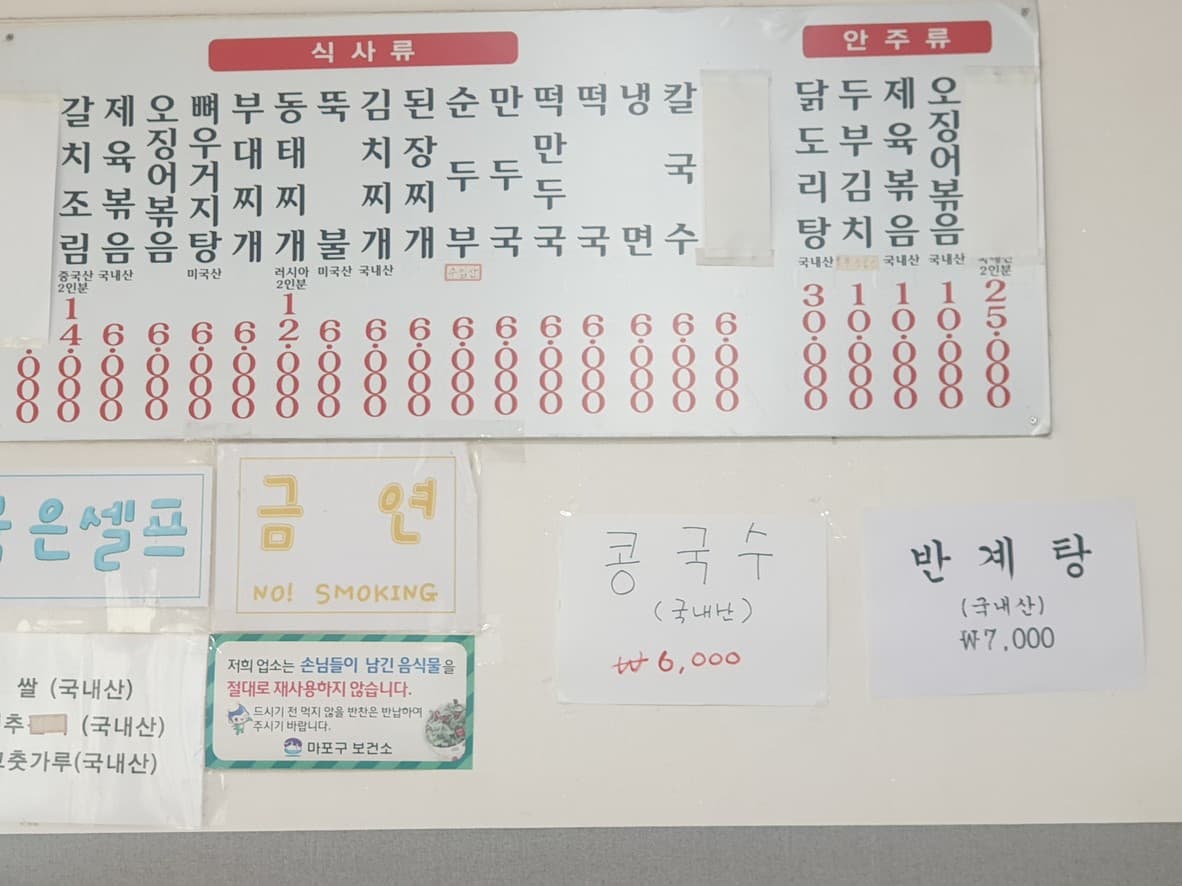 식사류
갈치조림 중국산 2인분 14.000
제육볶음 국내산 6.000
오징어볶음 6.000
뼈우거지탕 미국산 6.000
부대찌개 6.000
동태찌개 러시아 2인분 12.000
뚝불 미국산 6.000
김치찌개 국내산 6.000
된장찌개 6.000
순두부 수입산 6.000
만두국 6.000
떡만두국 6.000
떡국 6.000
냉면 6.000
칼국수 6.000
6.000
안주류
닭도리탕 국내산 30.000
두부김치 10.000
제육볶음 국내산 10.000
오징어볶음 국내산 10.000
2인분 25.000
은셀프
금연
NO! SMOKING
콩국수
(국내산)
₩6,000
반계탕
(국내산)
₩7,000
쌀 (국내산)
추 (국내산)
춧가루(국내산)
저희 업소는 손님들이 남긴 음식물을
절대로 재사용하지 않습니다.
드시기 전 먹지 않을 반찬은 반납하여
주시기 바랍니다.
마포구 보건소